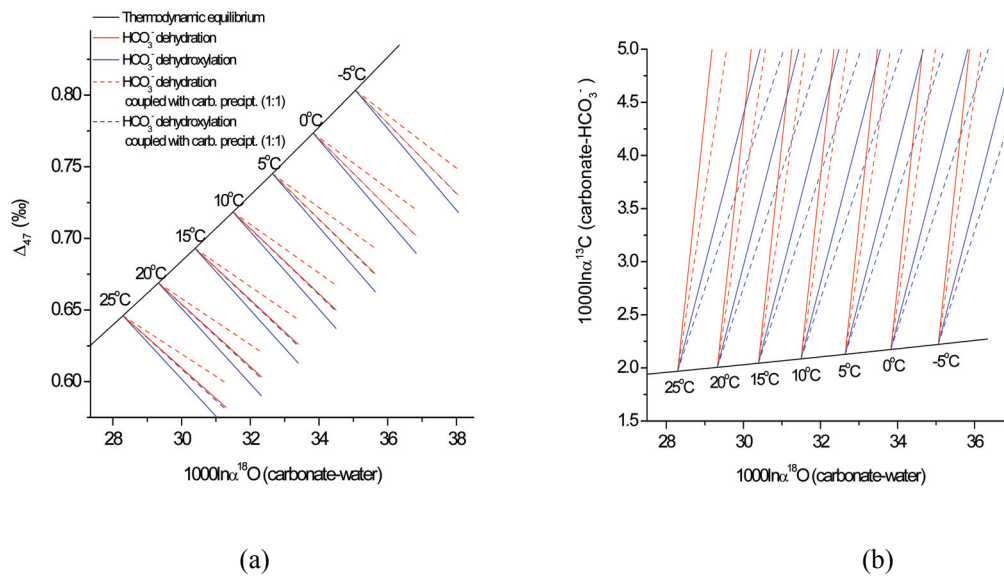 Thermodynamic equilibrium
HCO₃⁻ dehydration
HCO₃⁻ dehydroxylation
HCO₃⁻ dehydration
coupled with carb. precipt. (1:1)
HCO₃⁻ dehydroxylation
coupled with carb. precipt. (1:1)
-5°C
0°C
5°C
10°C
15°C
20°C
25°C
0.80
0.75
0.70
0.65
0.60
Δ₄₇ (‰)
28 30 32 34 36 38
1000lnα¹⁸O (carbonate-water)
(a)
5.0
4.5
4.0
3.5
3.0
2.5
2.0
1.5
1000lnα¹³C (carbonate-HCO₃⁻)
25°C 20°C 15°C 10°C 5°C 0°C -5°C
28 30 32 34 36
1000lnα¹⁸O (carbonate-water)
(b)